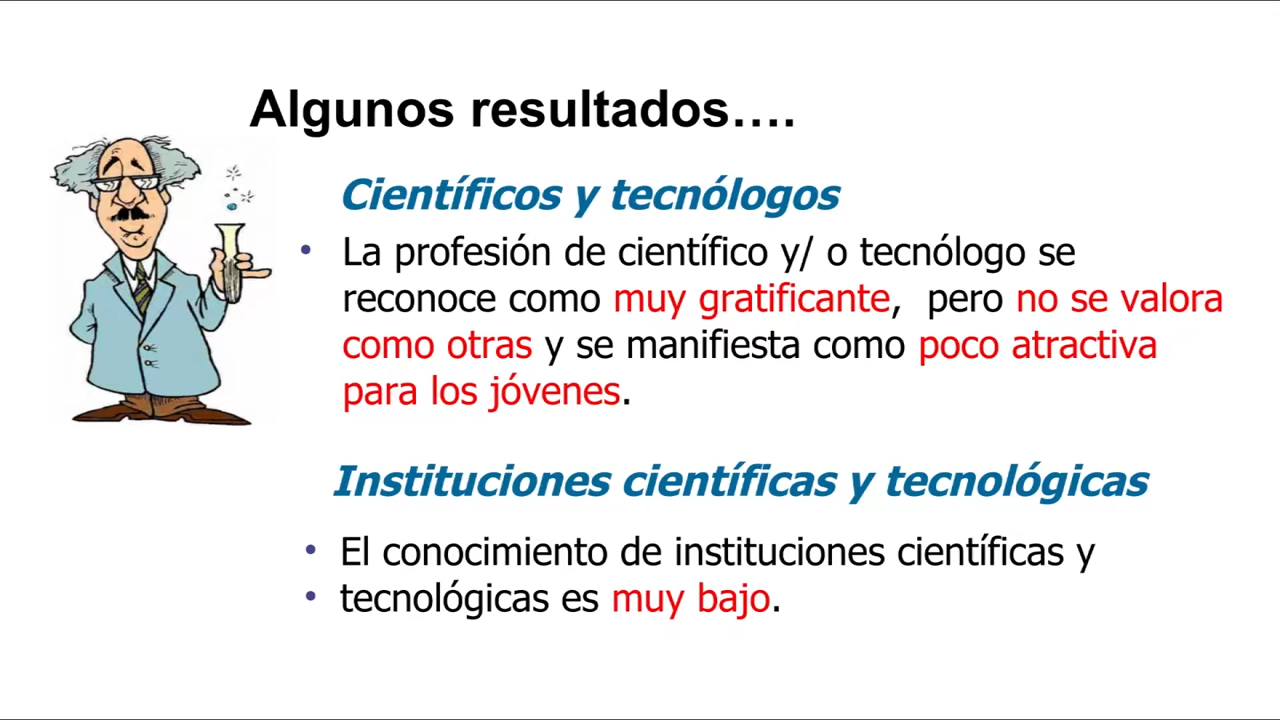 Algunos resultados….
Científicos y tecnólogos
• La profesión de científico y/ o tecnólogo se
reconoce como muy gratificante,  pero no se valora
como otras y se manifiesta como poco atractiva
para los jóvenes.
Instituciones científicas y tecnológicas
• El conocimiento de instituciones científicas y
• tecnológicas es muy bajo.